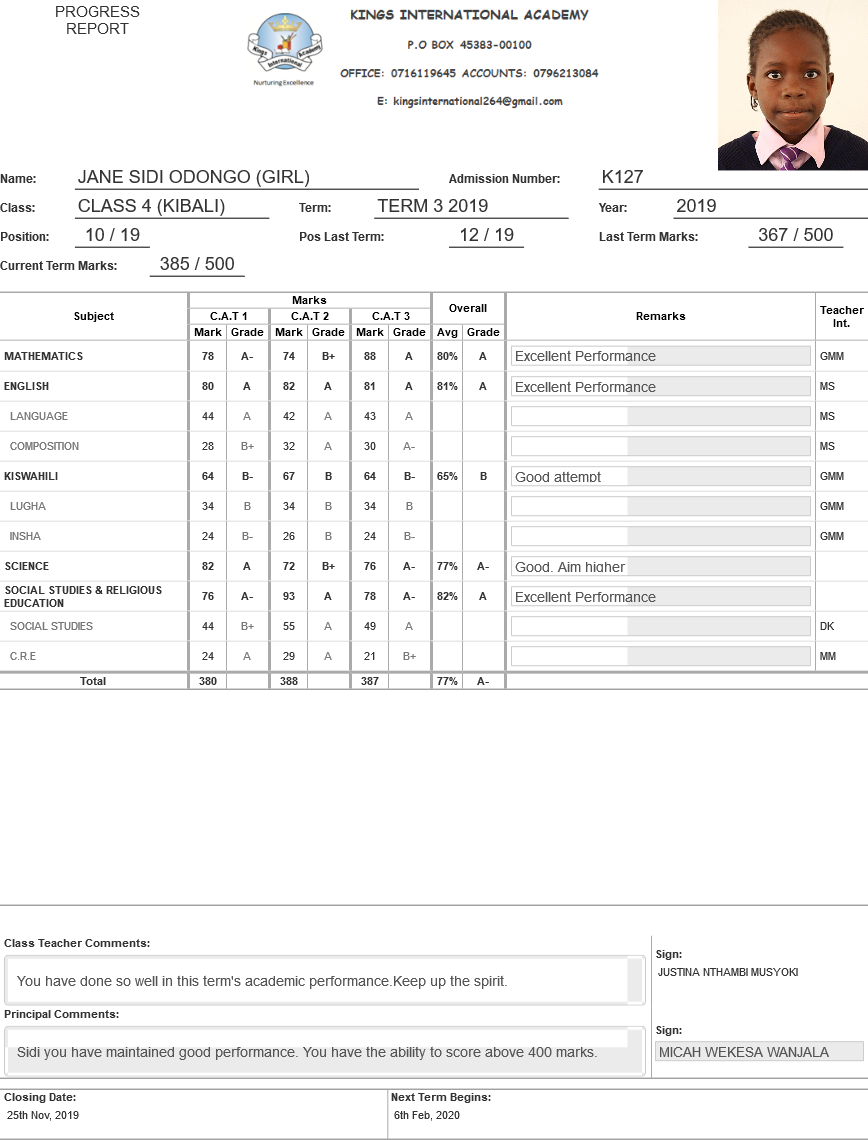 PROGRESS
REPORT
KINGS INTERNATIONAL ACADEMY
P.O BOX 45383-00100
OFFICE: 0716119645 ACCOUNTS: 0796213084
E: kingsinternational264@gmail.com
Kings Academy
International
Nurturing Excellence
Name: JANE SIDI ODONGO (GIRL) Admission Number: K127
Class: CLASS 4 (KIBALI) Term: TERM 3 2019 Year: 2019
Position: 10 / 19 Pos Last Term: 12 / 19 Last Term Marks: 367 / 500
Current Term Marks: 385 / 500
Marks
Subject C.A.T 1 C.A.T 2 C.A.T 3 Overall Remarks Teacher Int.
Mark Grade Mark Grade Mark Grade Avg Grade
MATHEMATICS 78 A- 74 B+ 88 A 80% A Excellent Performance GMM
ENGLISH 80 A 82 A 81 A 81% A Excellent Performance MS
LANGUAGE 44 A 42 A 43 A MS
COMPOSITION 28 B+ 32 A 30 A- MS
KISWAHILI 64 B- 67 B 64 B- 65% B Good attempt GMM
LUGHA 34 B 34 B 34 B GMM
INSHA 24 B- 26 B 24 B- GMM
SCIENCE 82 A 72 B+ 76 A- 77% A- Good. Aim higher
SOCIAL STUDIES & RELIGIOUS
EDUCATION 76 A- 93 A 78 A- 82% A Excellent Performance
SOCIAL STUDIES 44 B+ 55 A 49 A DK
C.R.E 24 A 29 A 21 B+ MM
Total 380 388 387 77% A-
Class Teacher Comments:
You have done so well in this term's academic performance.Keep up the spirit.
Sign:
JUSTINA NTHAMBI MUSYOKI
Principal Comments:
Sidi you have maintained good performance. You have the ability to score above 400 marks.
Sign:
MICAH WEKESA WANJALA
Closing Date: Next Term Begins:
25th Nov, 2019 6th Feb, 2020